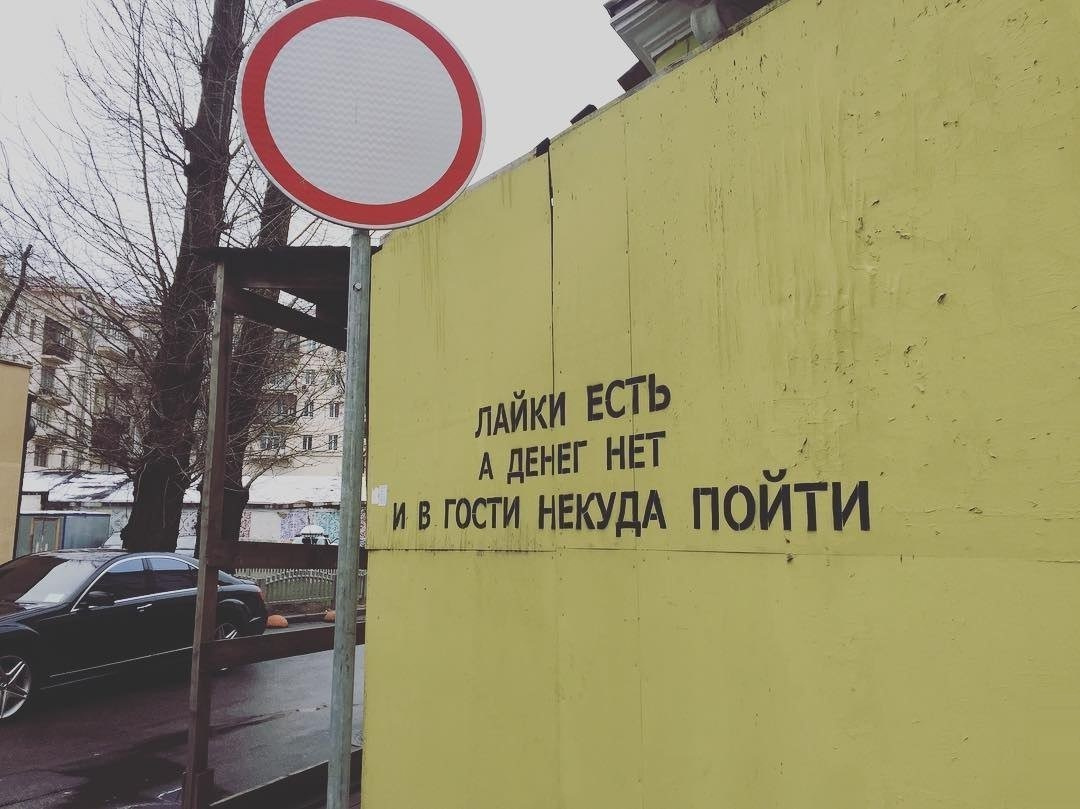 ЛАЙКИ ЕСТЬ
А ДЕНЕГ НЕТ
И В ГОСТИ НЕКУДА ПОЙТИ